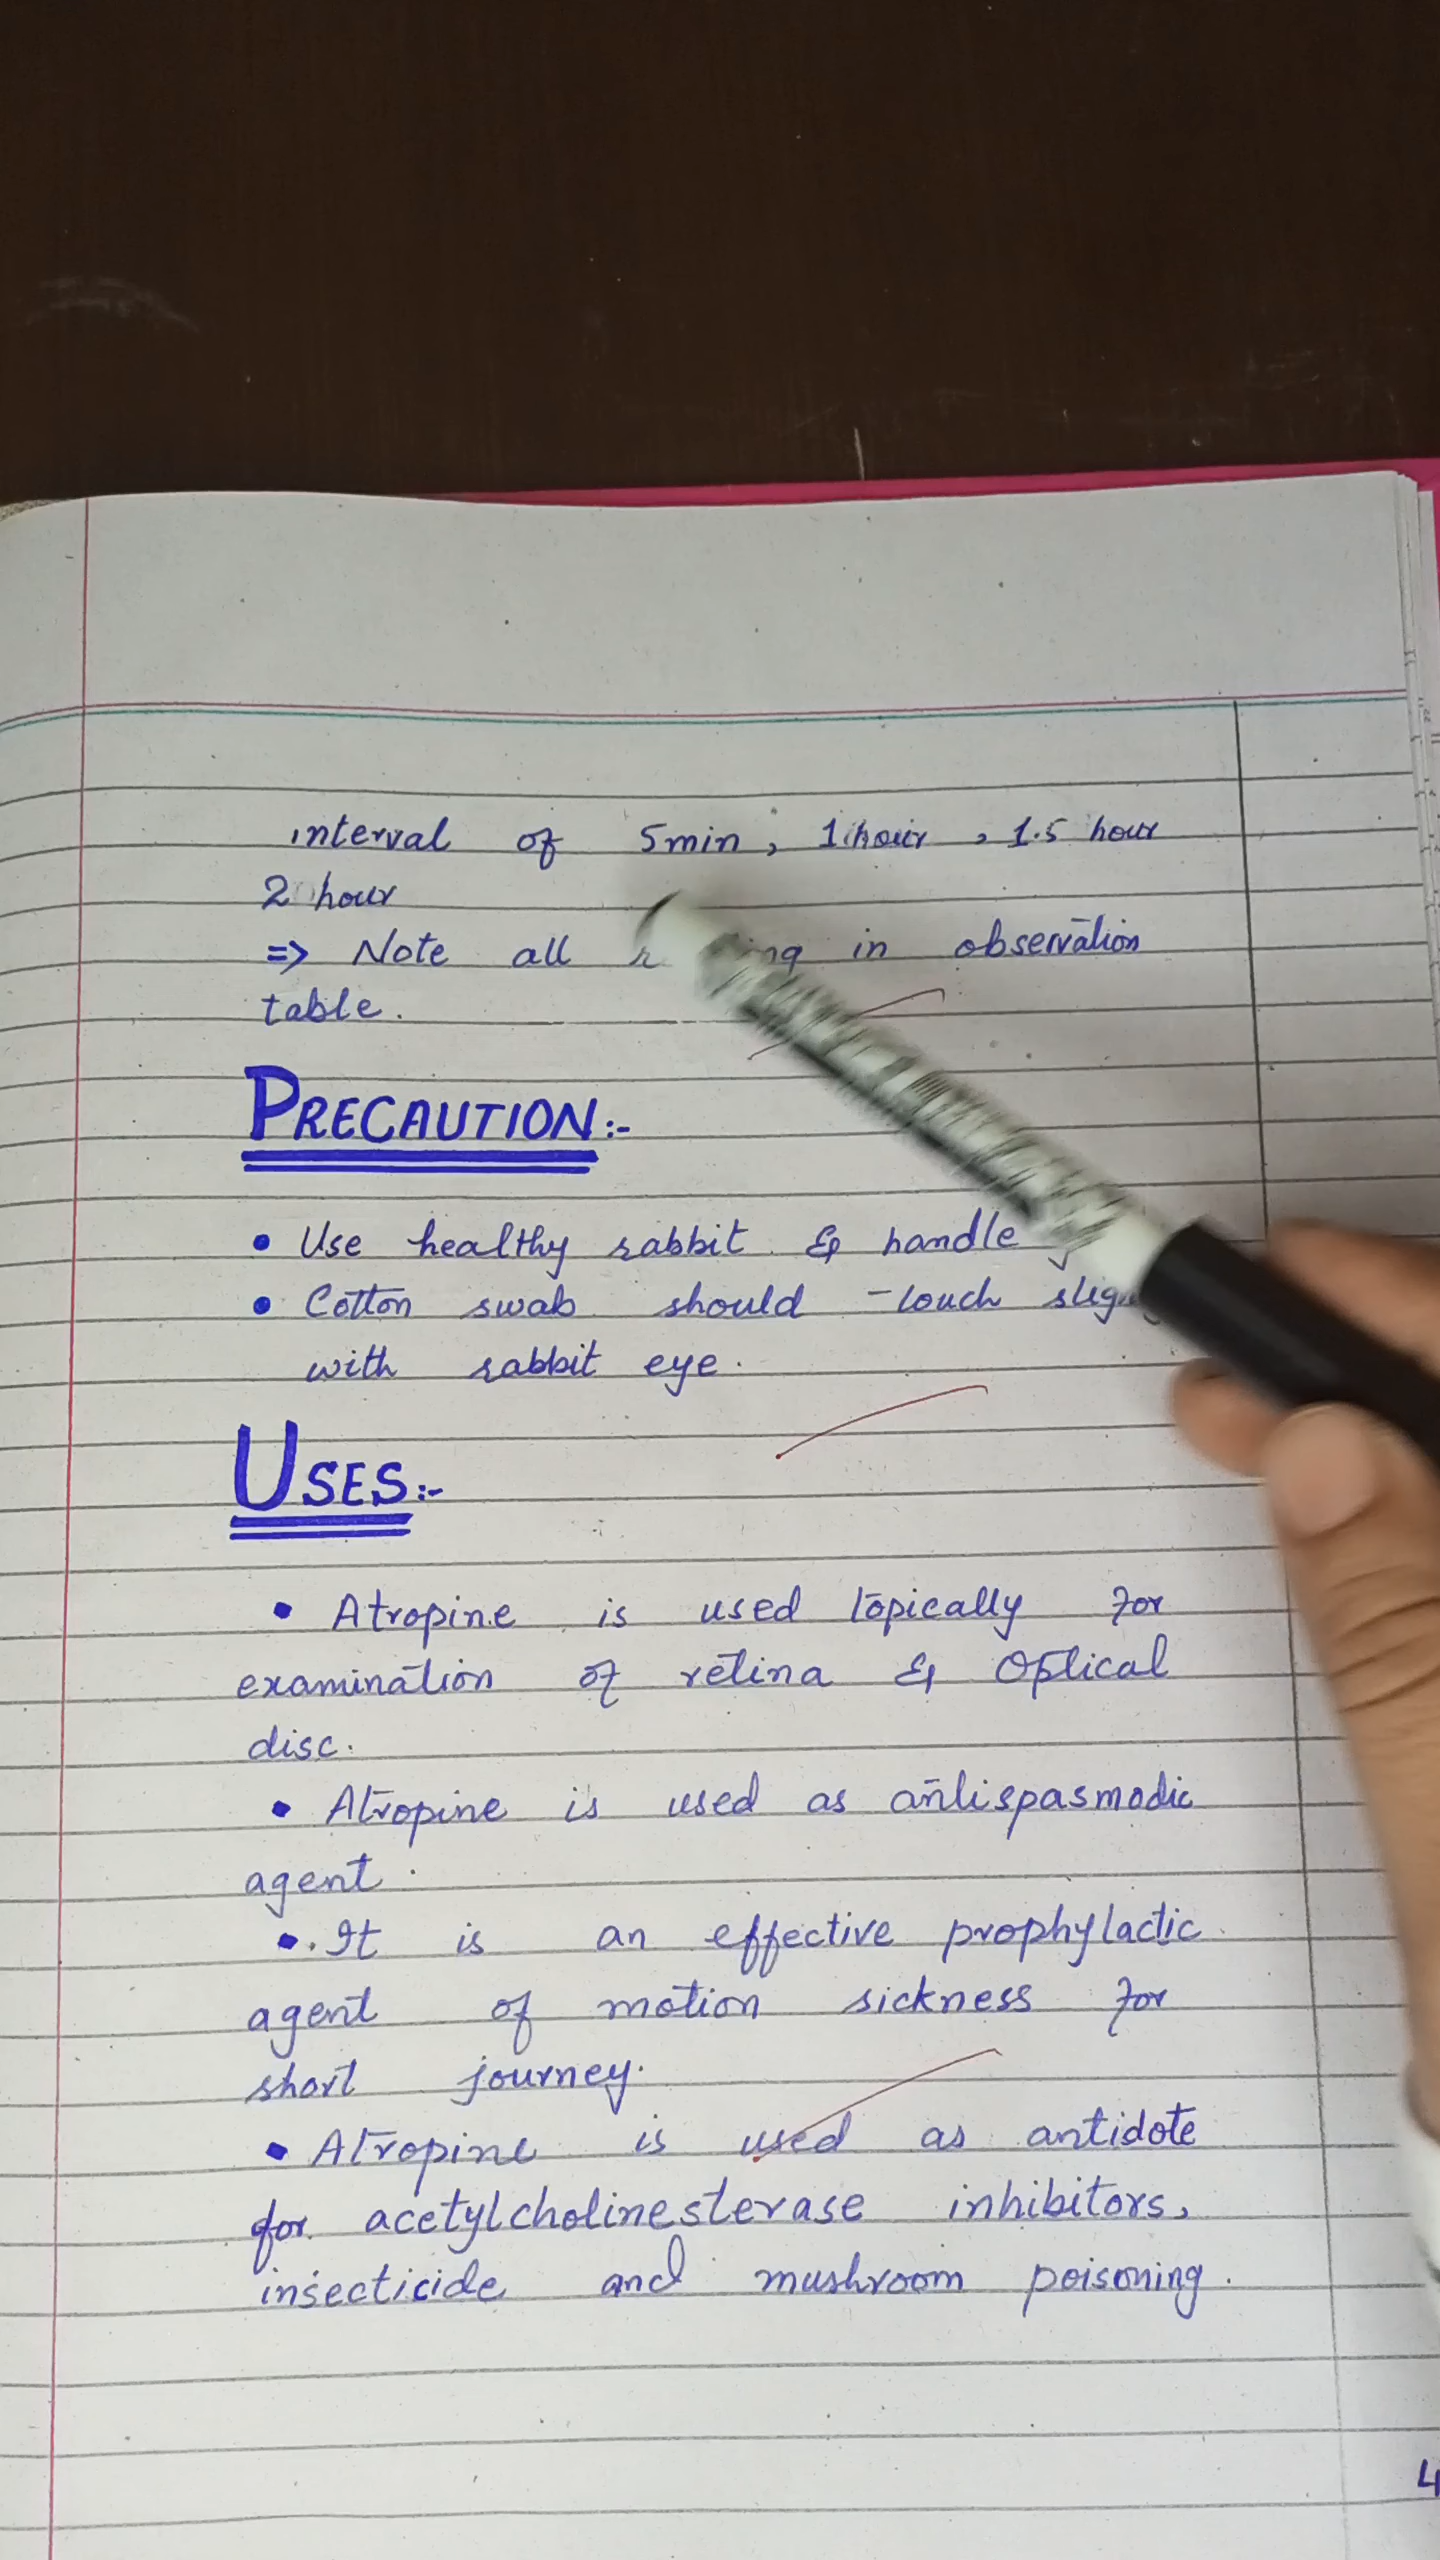 interval of 5min, 1 hour, 1.5 hour
2 hour
=> Note all in observation
table.
PRECAUTION:-
• Use healthy rabbit & handle
• Cotton swab should touch
with rabbit eye.
USES:-
• Atropine is used topically for
examination of retina & Optical
disc.
• Atropine is used as antispasmodic
agent.
• It is an effective prophylactic
agent of motion sickness for
short journey.
• Atropine is used as antidote
for acetylcholinesterase inhibitors,
insecticide and mushroom poisoning.